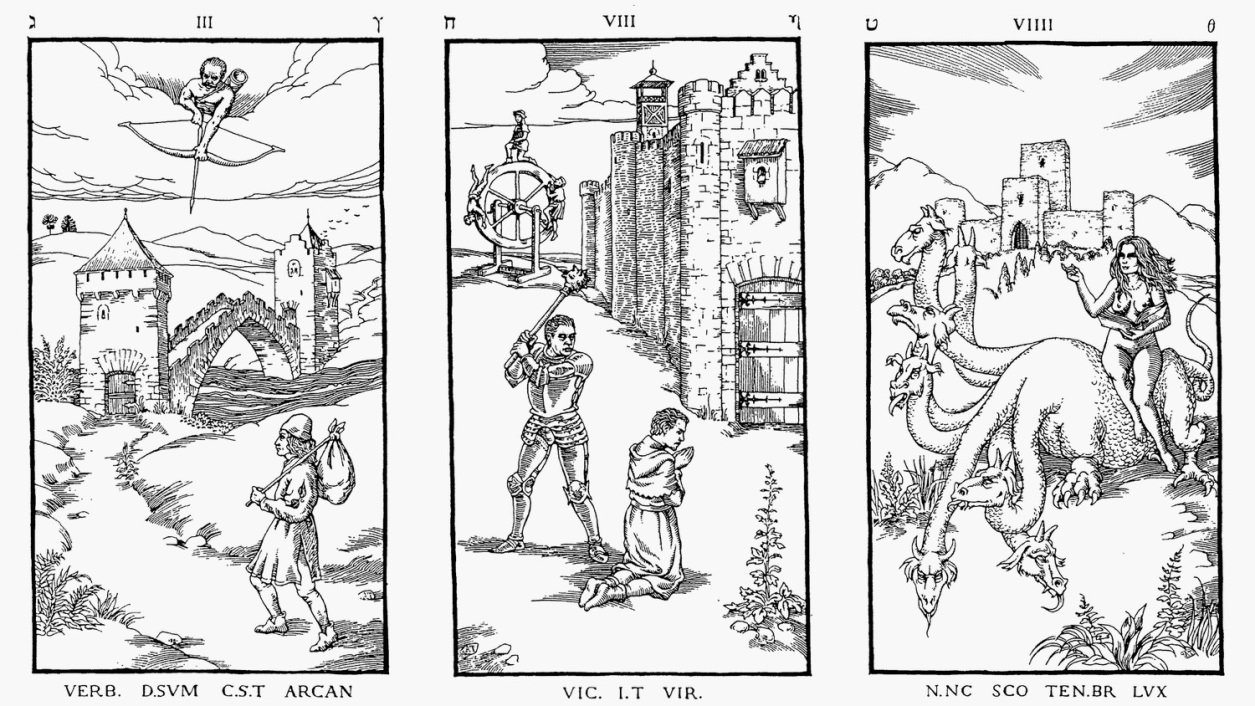 ג III γ
ח VIII η
ט VIIII θ
VERB. D.SVM C.S.T ARCAN
VIC. I.T VIR.
N.NC SCO TEN.BR LVX